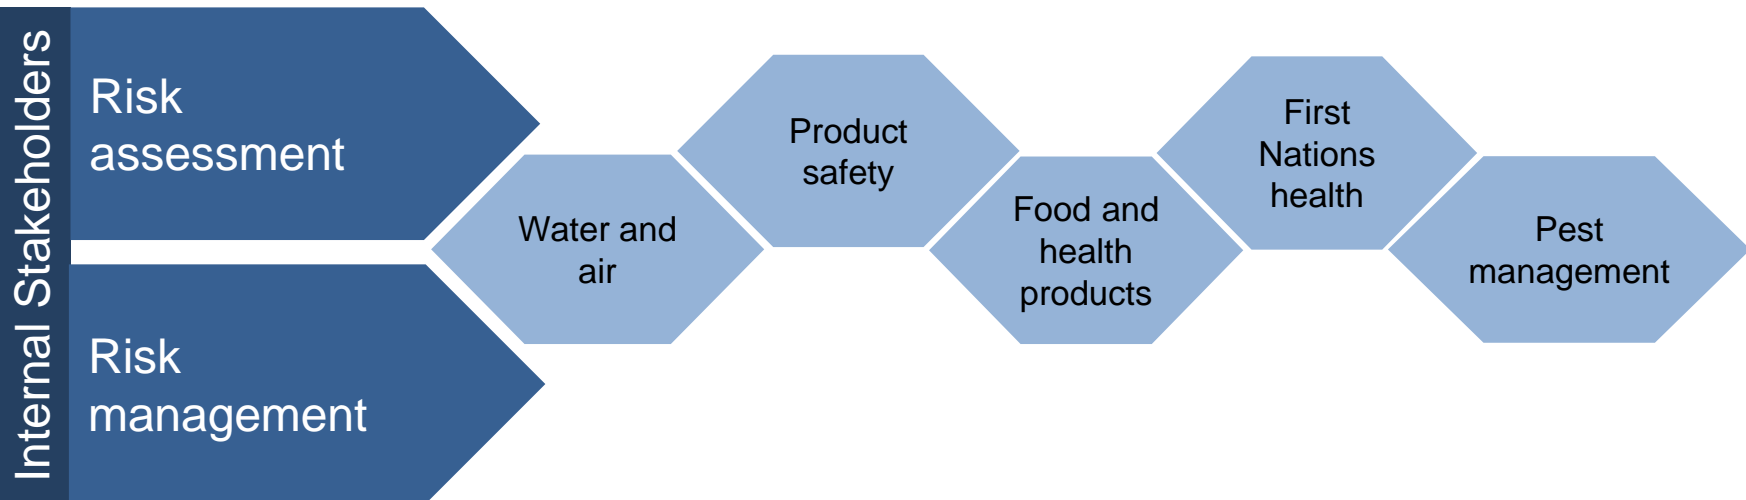 Internal Stakeholders
Risk
assessment
Risk
management
Water and
air
Product
safety
Food and
health
products
First
Nations
health
Pest
management